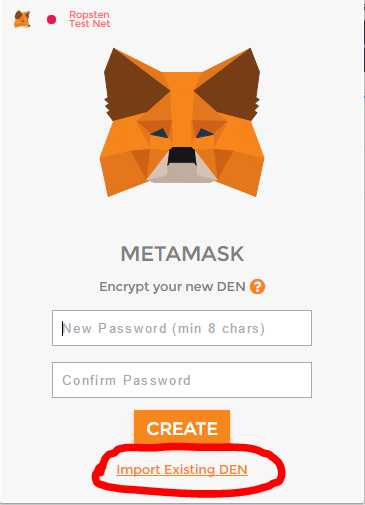 Ropsten
Test Net
METAMASK
Encrypt your new DEN ?
New Password (min 8 chars)
Confirm Password
CREATE
Import Existing DEN